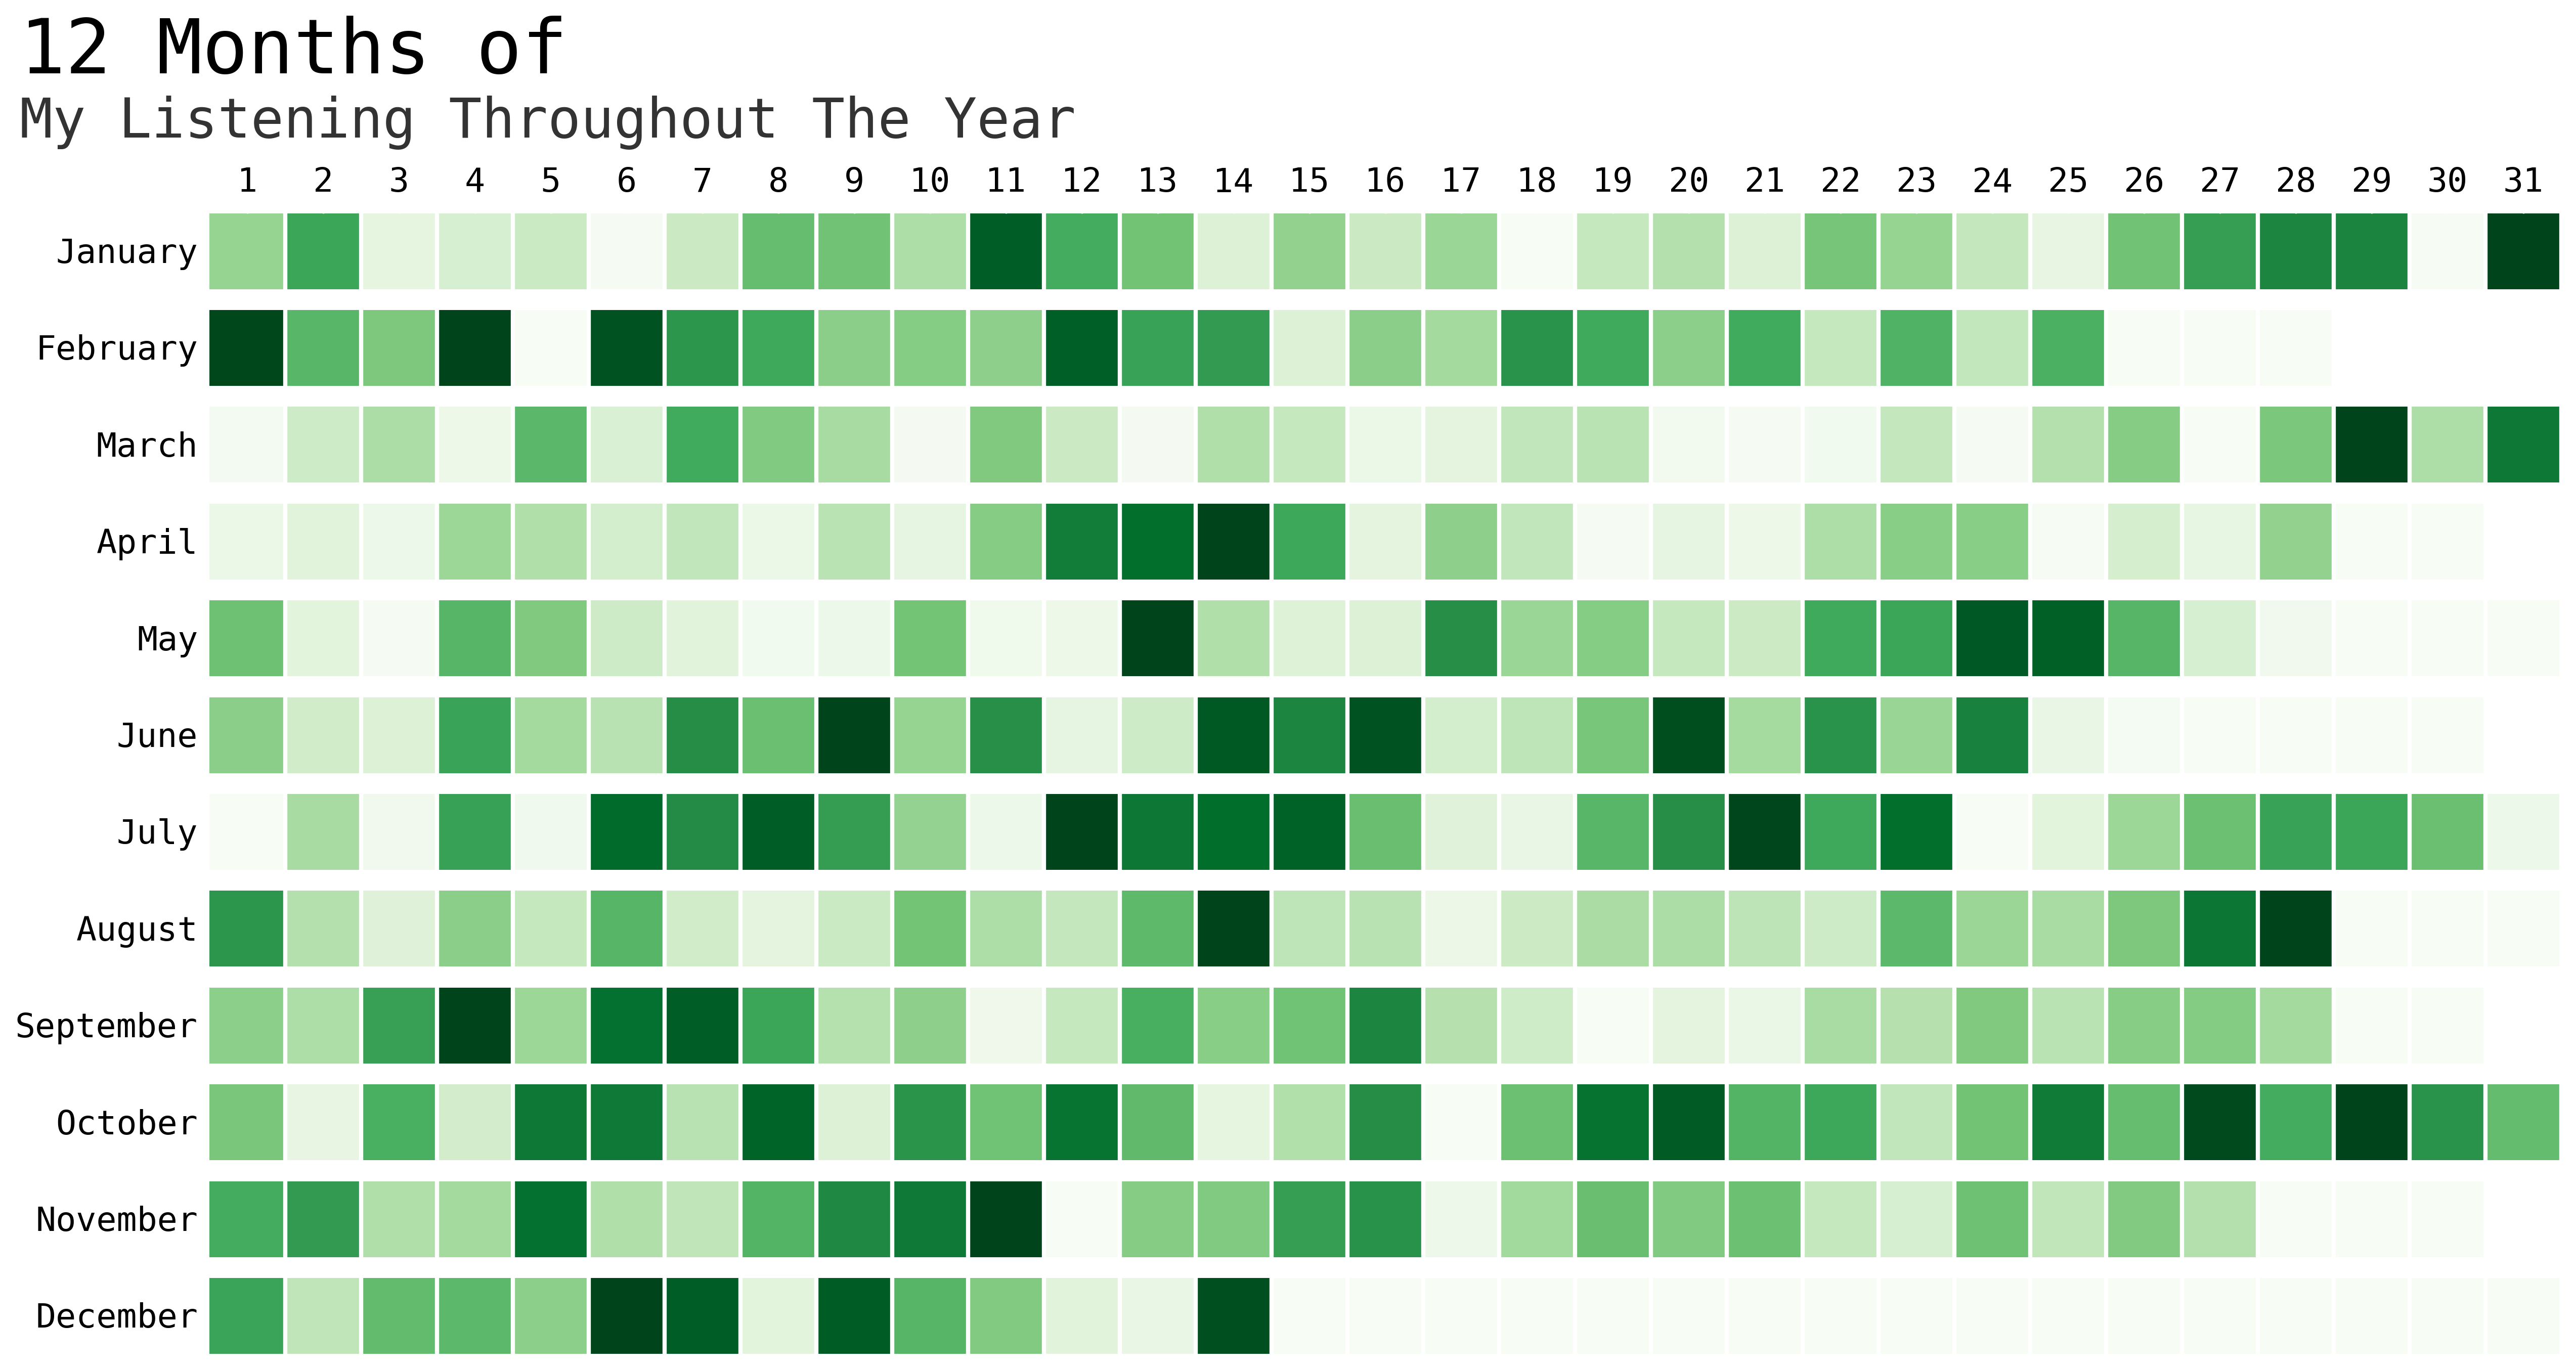 12 Months of
My Listening Throughout The Year
1 2 3 4 5 6 7 8 9 10 11 12 13 14 15 16 17 18 19 20 21 22 23 24 25 26 27 28 29 30 31
January
February
March
April
May
June
July
August
September
October
November
December